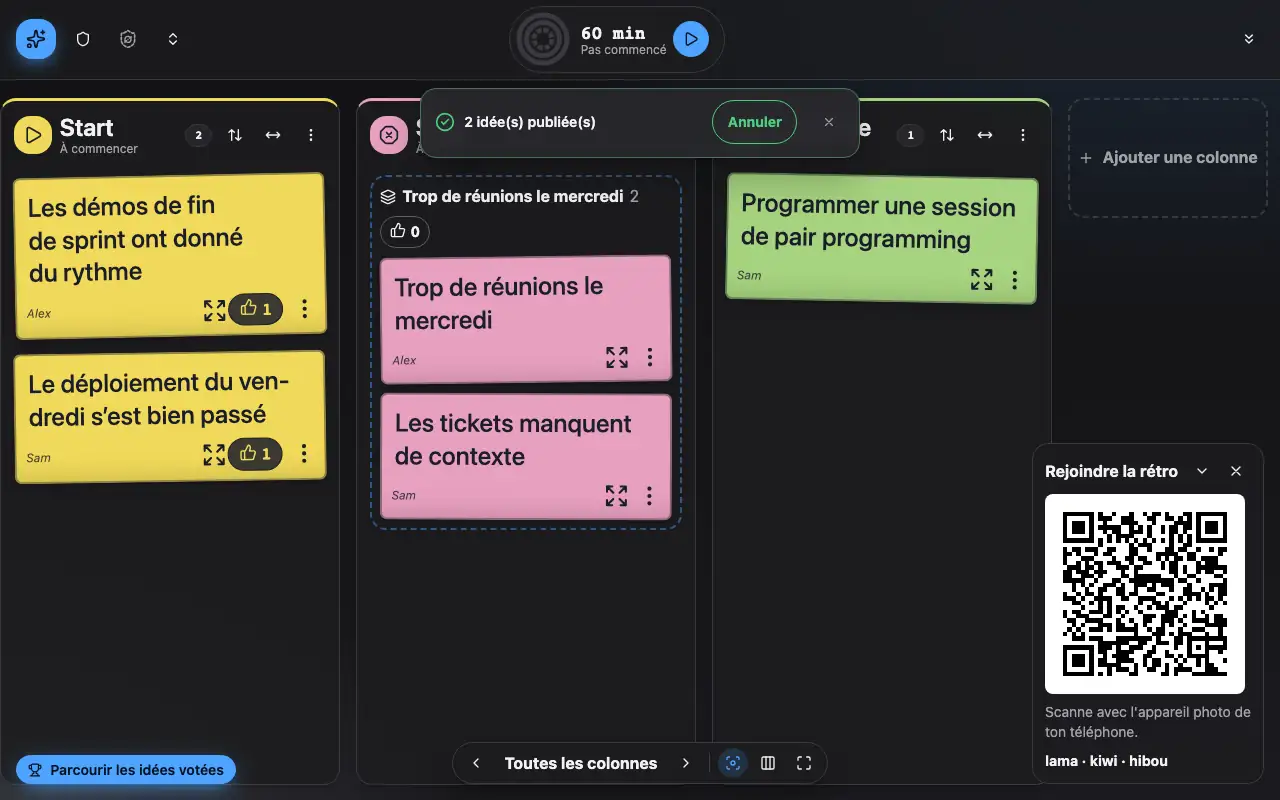 60 min
Pas commencé
2 idée(s) publiée(s)
Annuler
Start
À commencer
2
Les démos de fin
de sprint ont donné
du rythme
Alex
1
Le déploiement du ven-
dredi s’est bien passé
Sam
1
Trop de réunions le mercredi 2
0
Trop de réunions le
mercredi
Alex
Les tickets manquent
de contexte
Sam
1
Programmer une session
de pair programming
Sam
+ Ajouter une colonne
Rejoindre la rétro
Scanne avec l'appareil photo de
ton téléphone.
lama · kiwi · hibou
Parcourir les idées votées
Toutes les colonnes